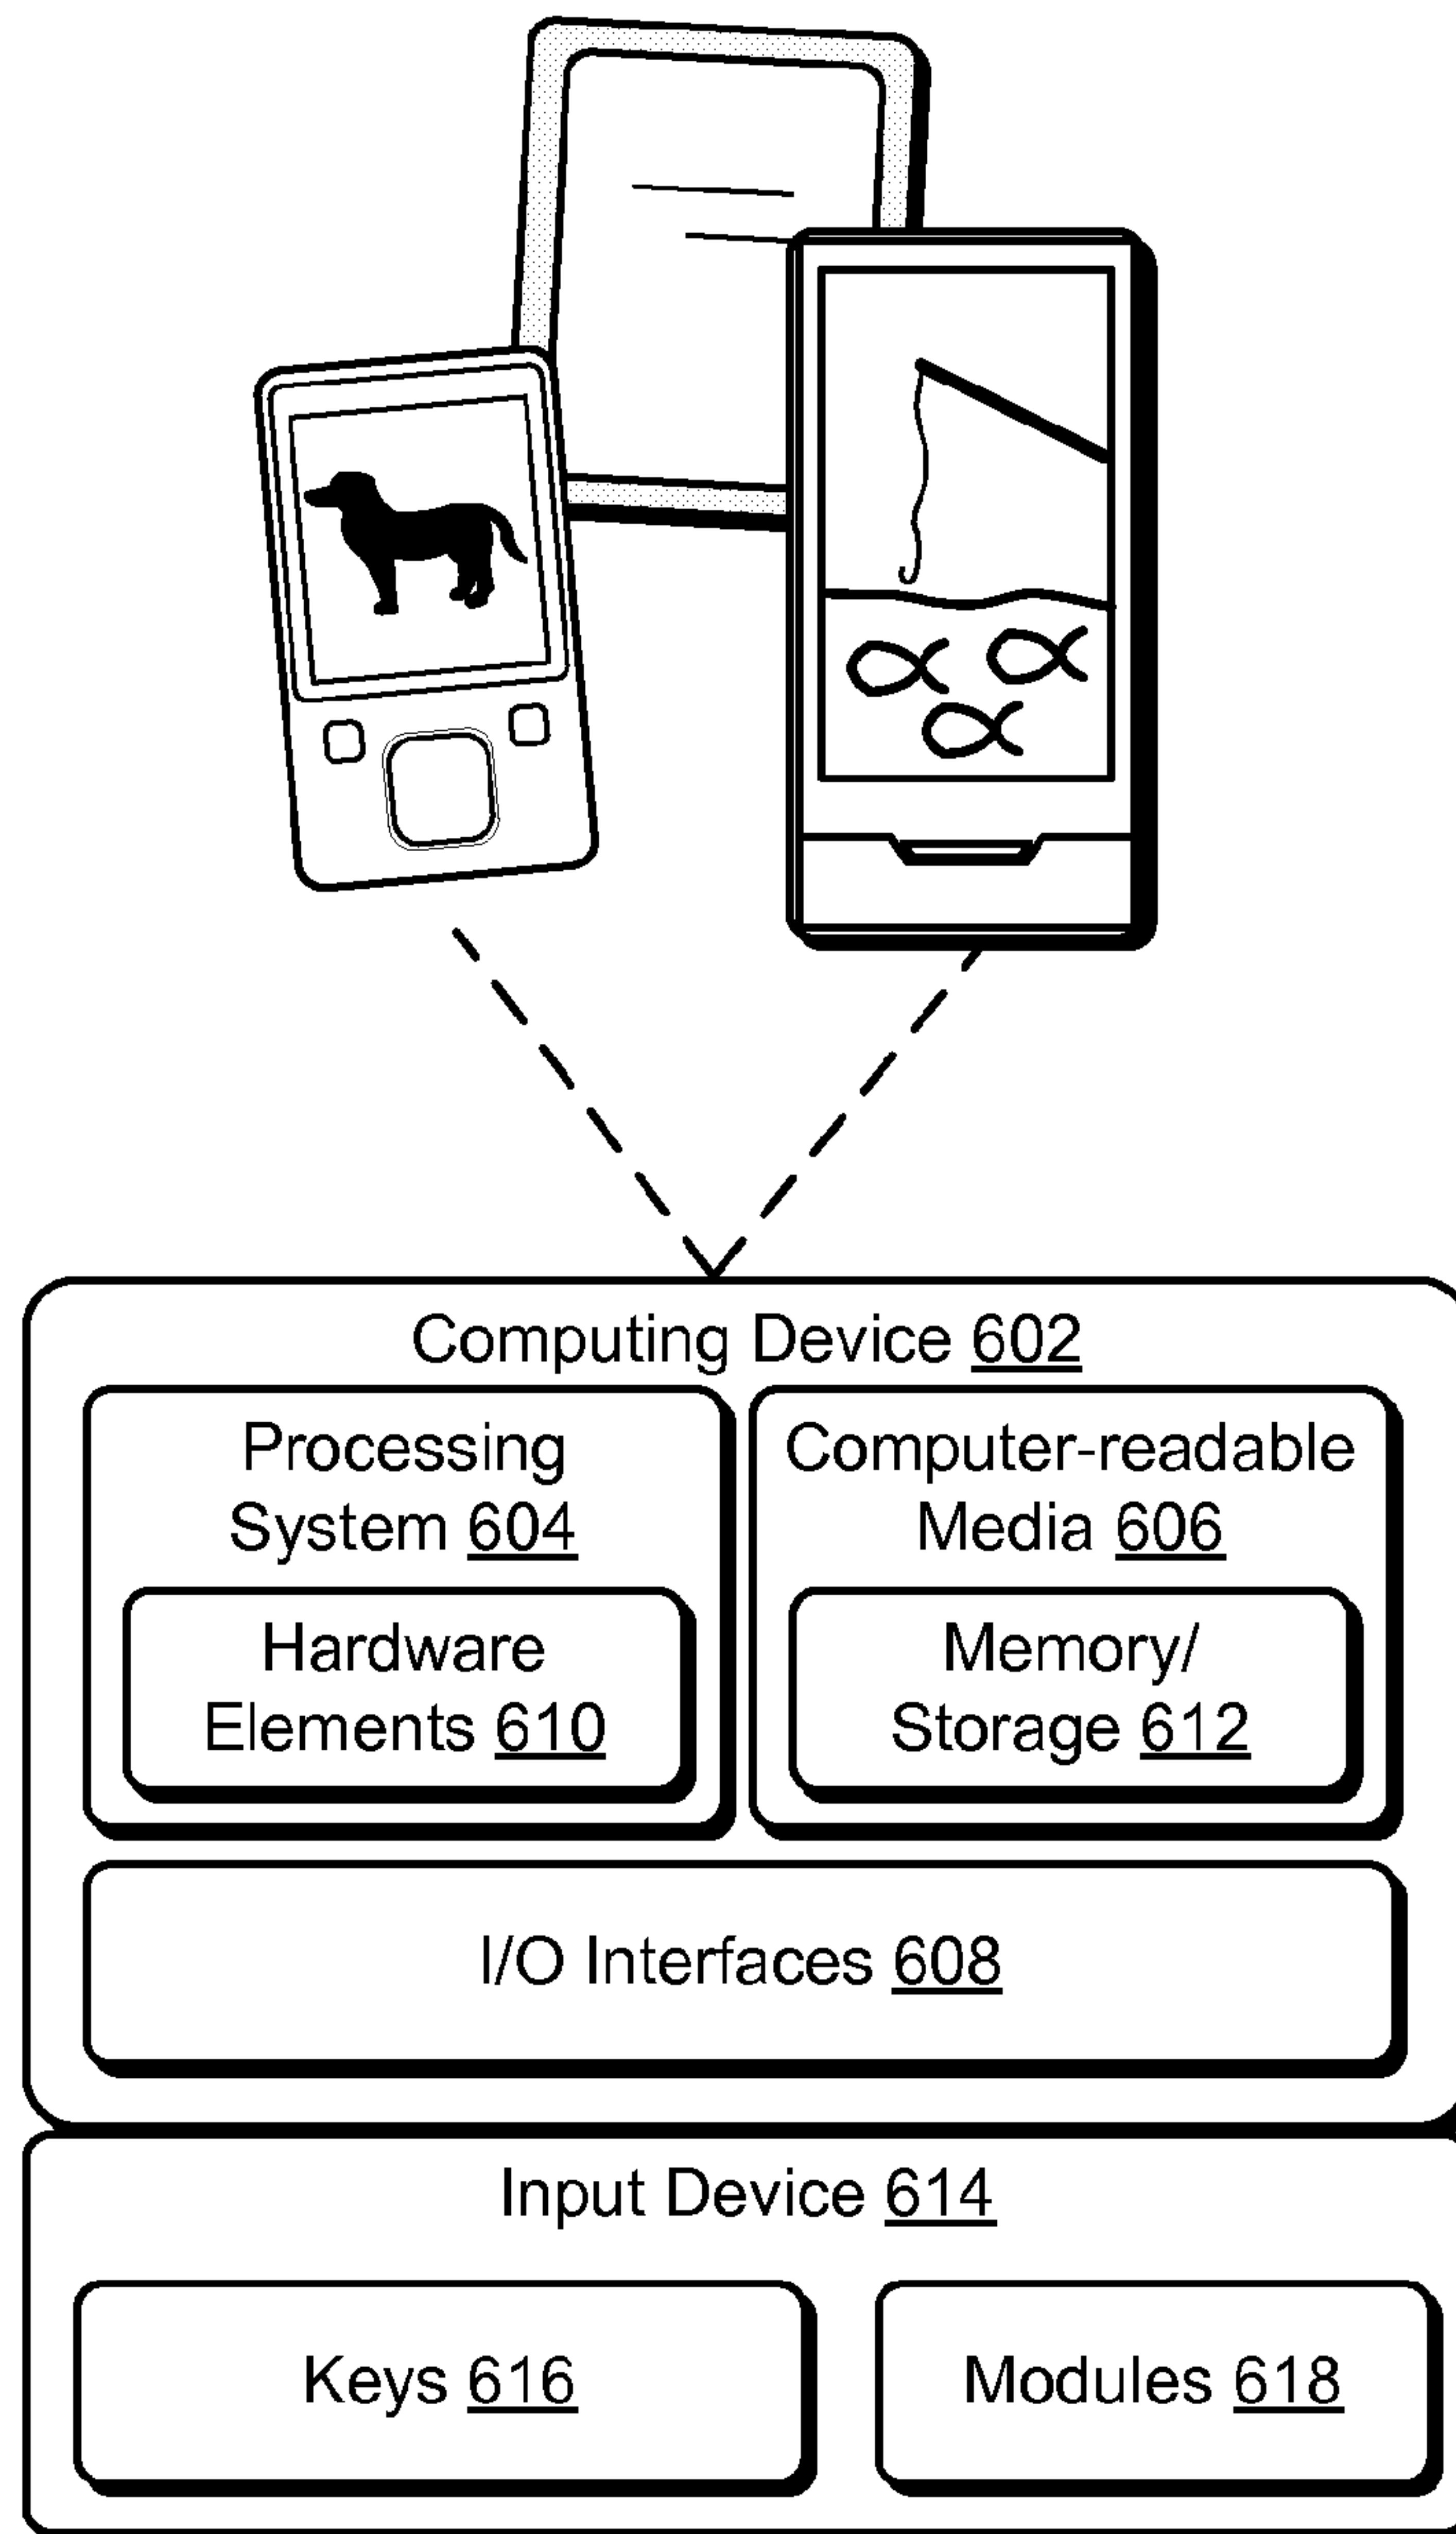 Computing Device 602
Processing
System 604
Hardware
Elements 610
Computer-readable
Media 606
Memory/
Storage 612
I/O Interfaces 608
Input Device 614
Keys 616
Modules 618